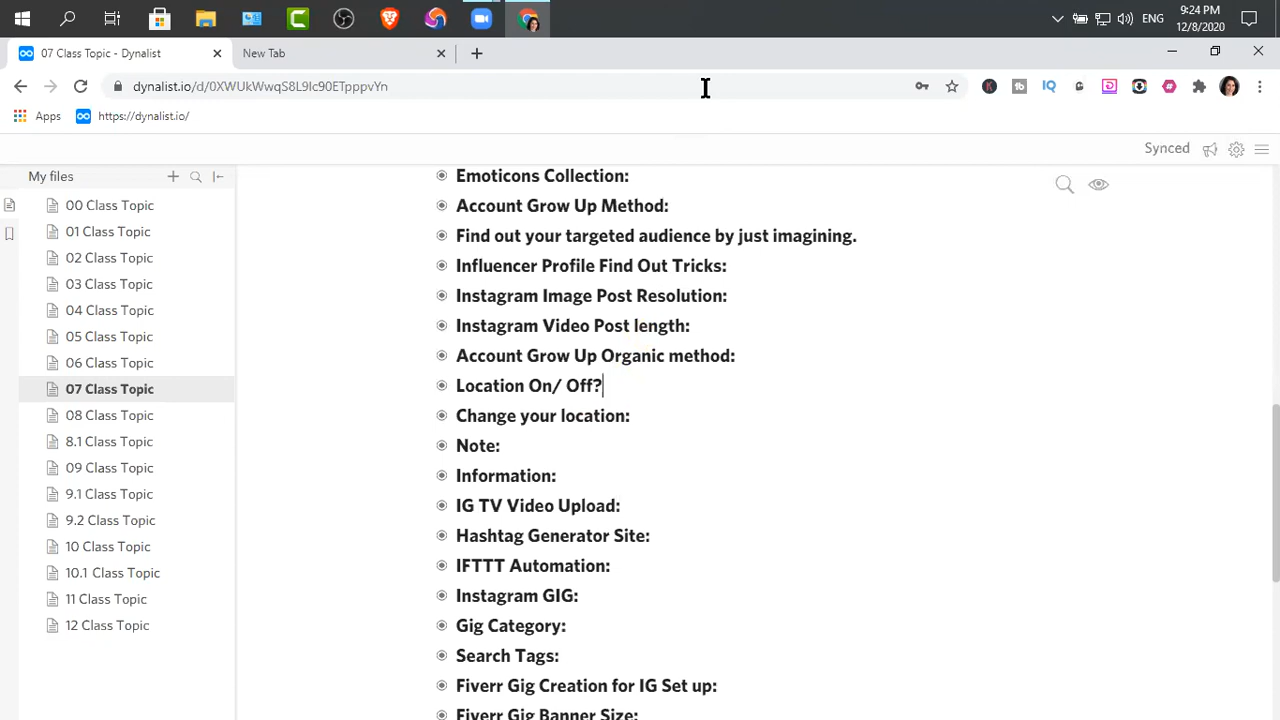 ENG
9:24 PM
12/8/2020
07 Class Topic - Dynalist
New Tab
dynalist.io/d/0XWUkWwqS8L9Ic90ETpppvYn
Apps
https://dynalist.io/
Synced
My files
00 Class Topic
01 Class Topic
02 Class Topic
03 Class Topic
04 Class Topic
05 Class Topic
06 Class Topic
07 Class Topic
08 Class Topic
8.1 Class Topic
09 Class Topic
9.1 Class Topic
9.2 Class Topic
10 Class Topic
10.1 Class Topic
11 Class Topic
12 Class Topic
Emoticons Collection:
Account Grow Up Method:
Find out your targeted audience by just imagining.
Influencer Profile Find Out Tricks:
Instagram Image Post Resolution:
Instagram Video Post length:
Account Grow Up Organic method:
Location On/ Off?
Change your location:
Note:
Information:
IG TV Video Upload:
Hashtag Generator Site:
IFTTT Automation:
Instagram GIG:
Gig Category:
Search Tags:
Fiverr Gig Creation for IG Set up:
Fiverr Gig Banner Size: